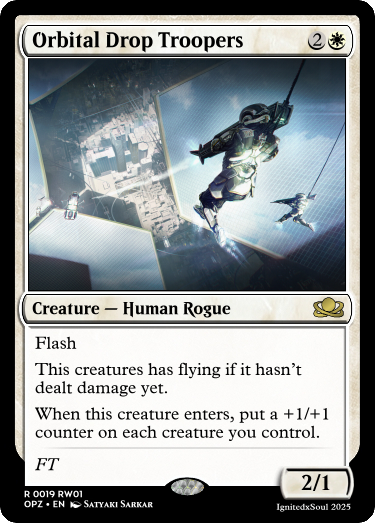 Orbital Drop Troopers 2
Creature — Human Rogue
Flash
This creatures has flying if it hasn't
dealt damage yet.
When this creature enters, put a +1/+1
counter on each creature you control.
FT
2/1
R 0019 RW01
OPZ • EN Satyaki Sarkar
IgnitedxSoul 2025